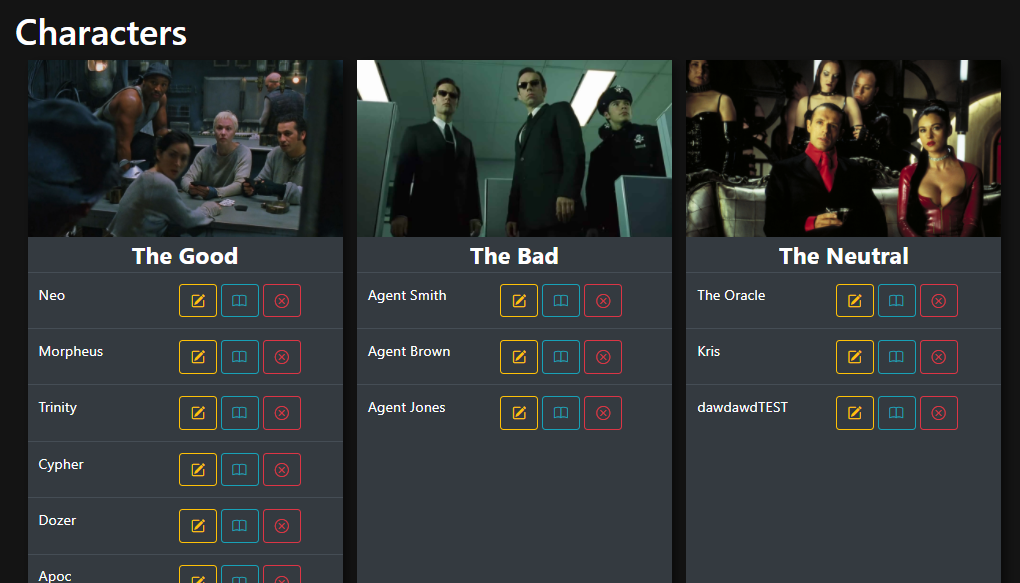 Characters
The Good
Neo
Morpheus
Trinity
Cypher
Dozer
Apoc
The Bad
Agent Smith
Agent Brown
Agent Jones
The Neutral
The Oracle
Kris
dawdawdTEST